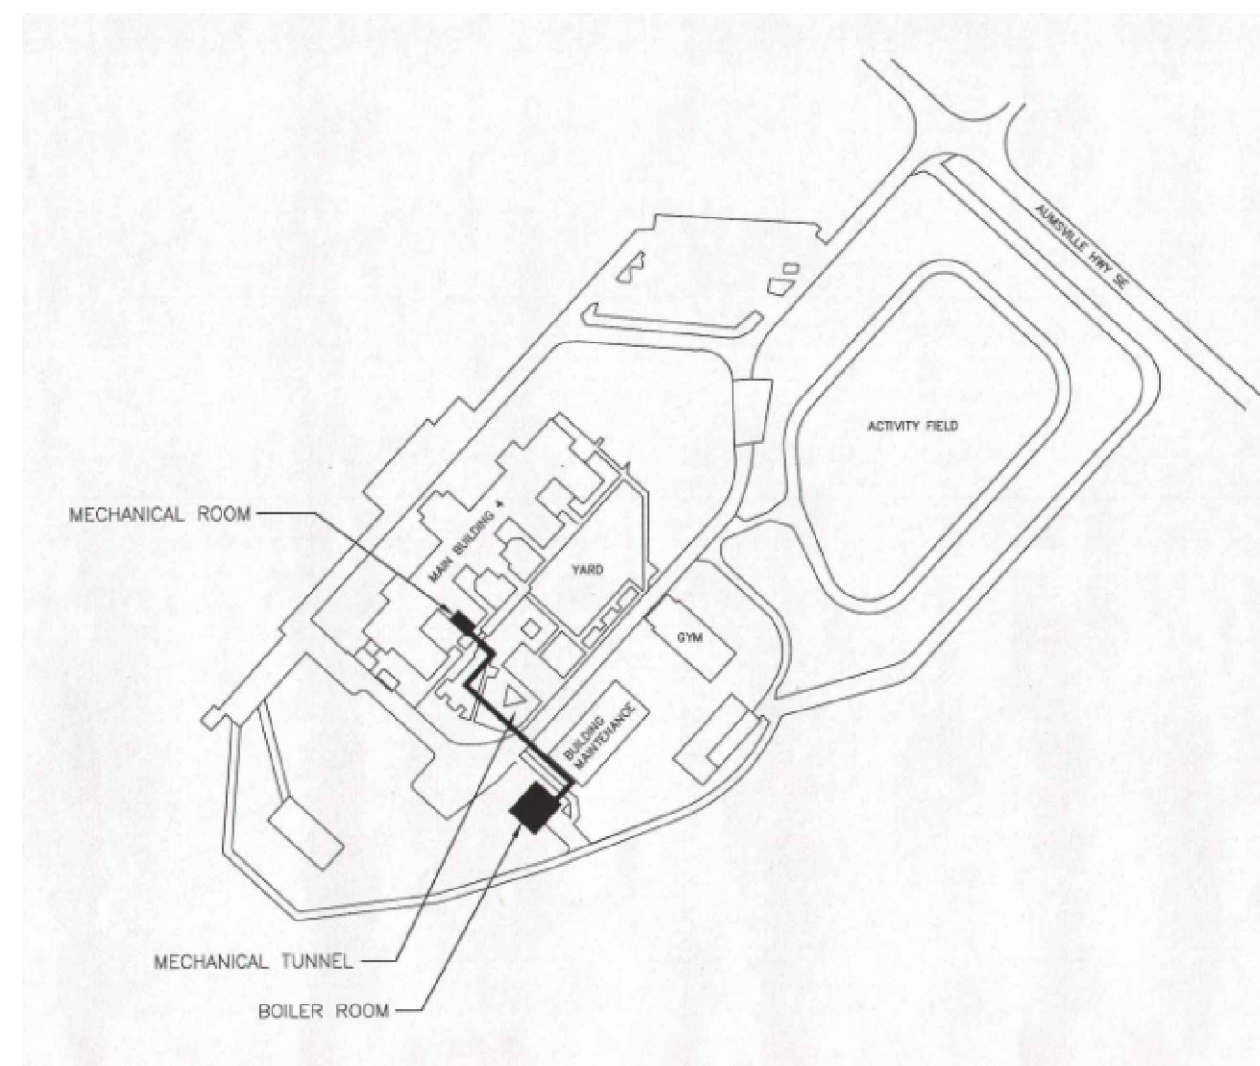 AUMSVILLE HWY SE
ACTIVITY FIELD
MECHANICAL ROOM
MAIN BUILDING
YARD
GYM
BUILDING
MAINTENANCE
MECHANICAL TUNNEL
BOILER ROOM